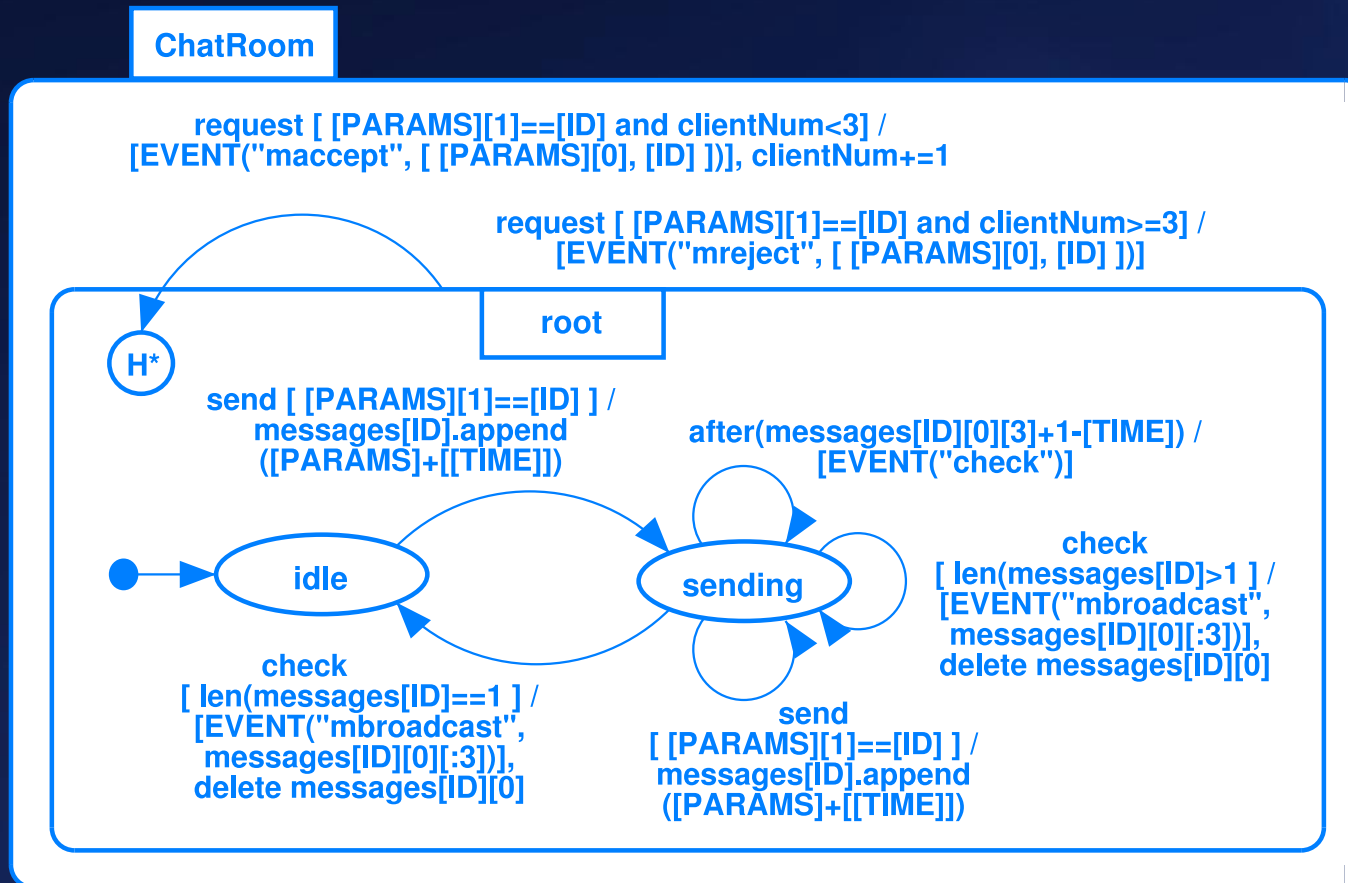 ChatRoom
request [ [PARAMS][1]==[ID] and clientNum<3] /
[EVENT("maccept", [ [PARAMS][0], [ID] ])], clientNum+=1
request [ [PARAMS][1]==[ID] and clientNum>=3] /
[EVENT("mreject", [ [PARAMS][0], [ID] ])]
root
H*
send [ [PARAMS][1]==[ID] ] /
messages[ID].append
([PARAMS]+[[TIME]])
after(messages[ID][0][3]+1-[TIME]) /
[EVENT("check")]
idle
sending
check
[ len(messages[ID]>1 ] /
[EVENT("mbroadcast",
messages[ID][0][:3])],
delete messages[ID][0]
check
[ len(messages[ID]==1 ] /
[EVENT("mbroadcast",
messages[ID][0][:3])],
delete messages[ID][0]
send
[ [PARAMS][1]==[ID] ] /
messages[ID].append
([PARAMS]+[[TIME]])